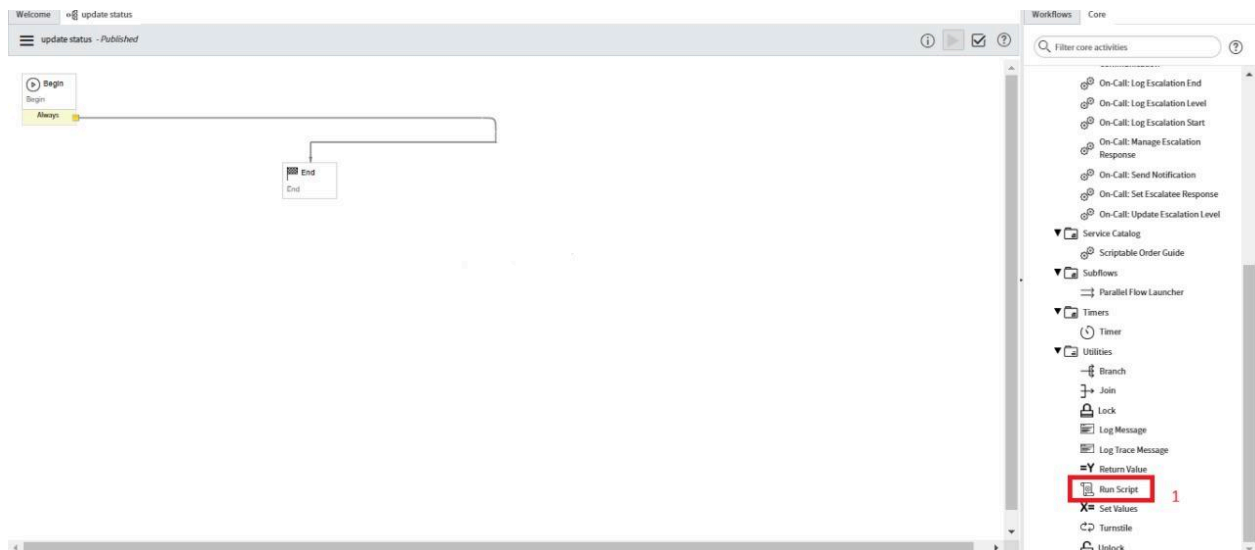 Welcome
update status
Workflows
Core
update status - Published
Filter core activities
Begin
Begin
Always
End
End
On-Call: Log Escalation End
On-Call: Log Escalation Level
On-Call: Log Escalation Start
On-Call: Manage Escalation
Response
On-Call: Send Notification
On-Call: Set Escalatee Response
On-Call: Update Escalation Level
Service Catalog
Scriptable Order Guide
Subflows
Parallel Flow Launcher
Timers
Timer
Utilities
Branch
Join
Lock
Log Message
Log Trace Message
=Y Return Value
Run Script
1
X= Set Values
Turnstile
Unlock